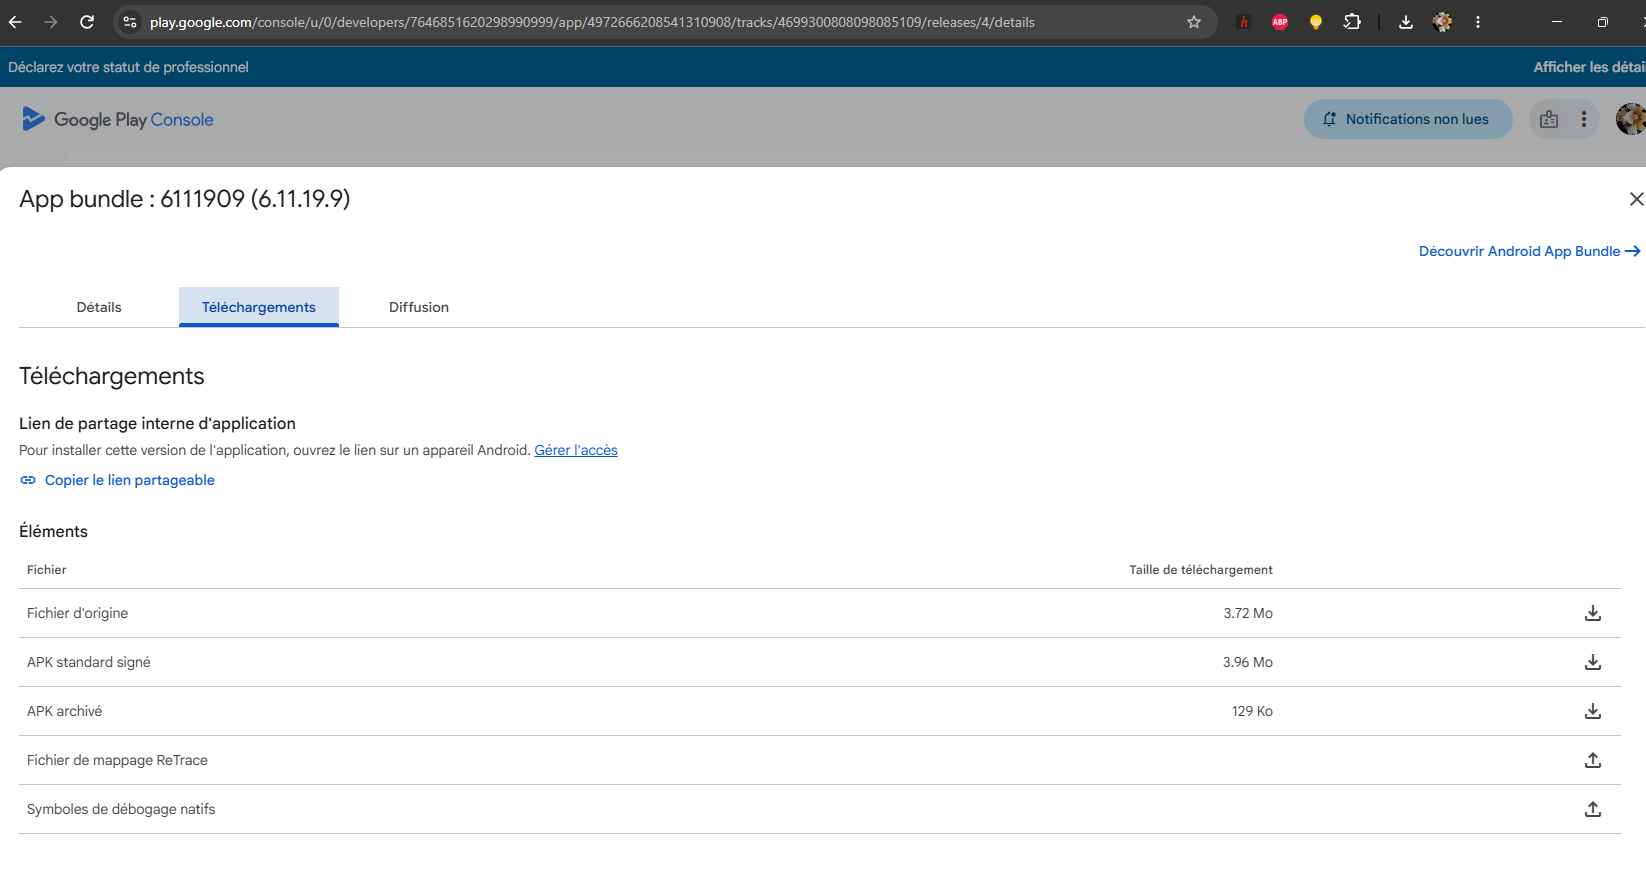 play.google.com/console/u/0/developers/7646851620298990999/app/4972666208541310908/tracks/4699300808098085109/releases/4/details
h
ABP
Déclarez votre statut de professionnel
Afficher les détai
Google Play Console
Notifications non lues
App bundle : 6111909 (6.11.19.9)
Découvrir Android App Bundle
Détails
Téléchargements
Diffusion
Téléchargements
Lien de partage interne d'application
Pour installer cette version de l'application, ouvrez le lien sur un appareil Android. Gérer l'accès
Copier le lien partageable
Éléments
Fichier Taille de téléchargement
Fichier d'origine 3.72 Mo
APK standard signé 3.96 Mo
APK archivé 129 Ko
Fichier de mappage ReTrace
Symboles de débogage natifs